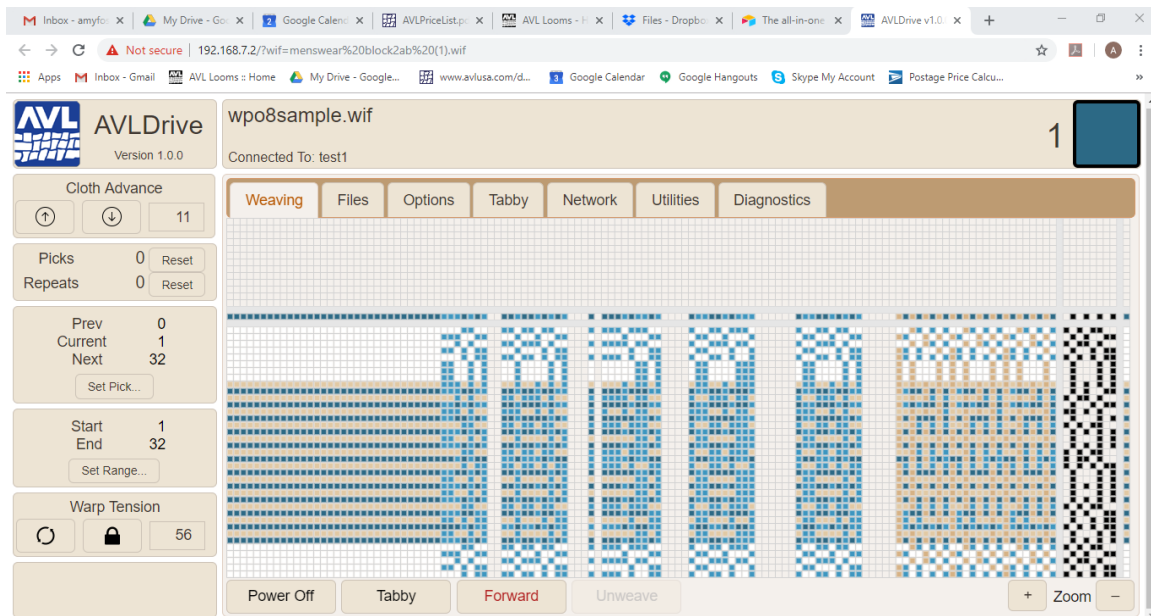 Inbox - amyfo
My Drive - Goo
2 Google Calend
AVLPriceList.pd
AVL Looms - H
Files - Dropbo
The all-in-one
AVLDrive v1.0.
Not secure | 192.168.7.2/?wif=menswear%20block2ab%20(1).wif
A
Apps
Inbox - Gmail
AVL Looms :: Home
My Drive - Google...
www.avlusa.com/d...
3 Google Calendar
Google Hangouts
Skype My Account
Postage Price Calcu...
»
AVL
AVLDrive
Version 1.0.0
wpo8sample.wif
Connected To: test1
1
Cloth Advance
11
Weaving Files Options Tabby Network Utilities Diagnostics
Picks 0 Reset
Repeats 0 Reset
Prev 0
Current 1
Next 32
Set Pick...
Start 1
End 32
Set Range...
Warp Tension
56
Power Off Tabby Forward Unweave + Zoom −